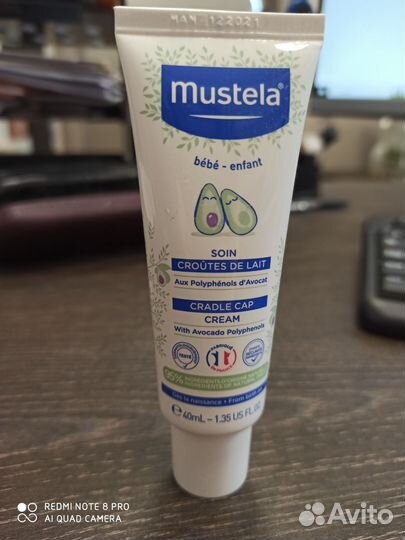 MAN 122021
mustela
bébé - enfant
SOIN
CROÛTES DE LAIT
Aux Polyphénols d'Avocat
CRADLE CAP
CREAM
With Avocado Polyphenols
FABRIQUÉ
95%
Dès la naissance - From birth
e 40mL - 1.35 US FL.OZ
REDMI NOTE 8 PRO
AI QUAD CAMERA
Avito